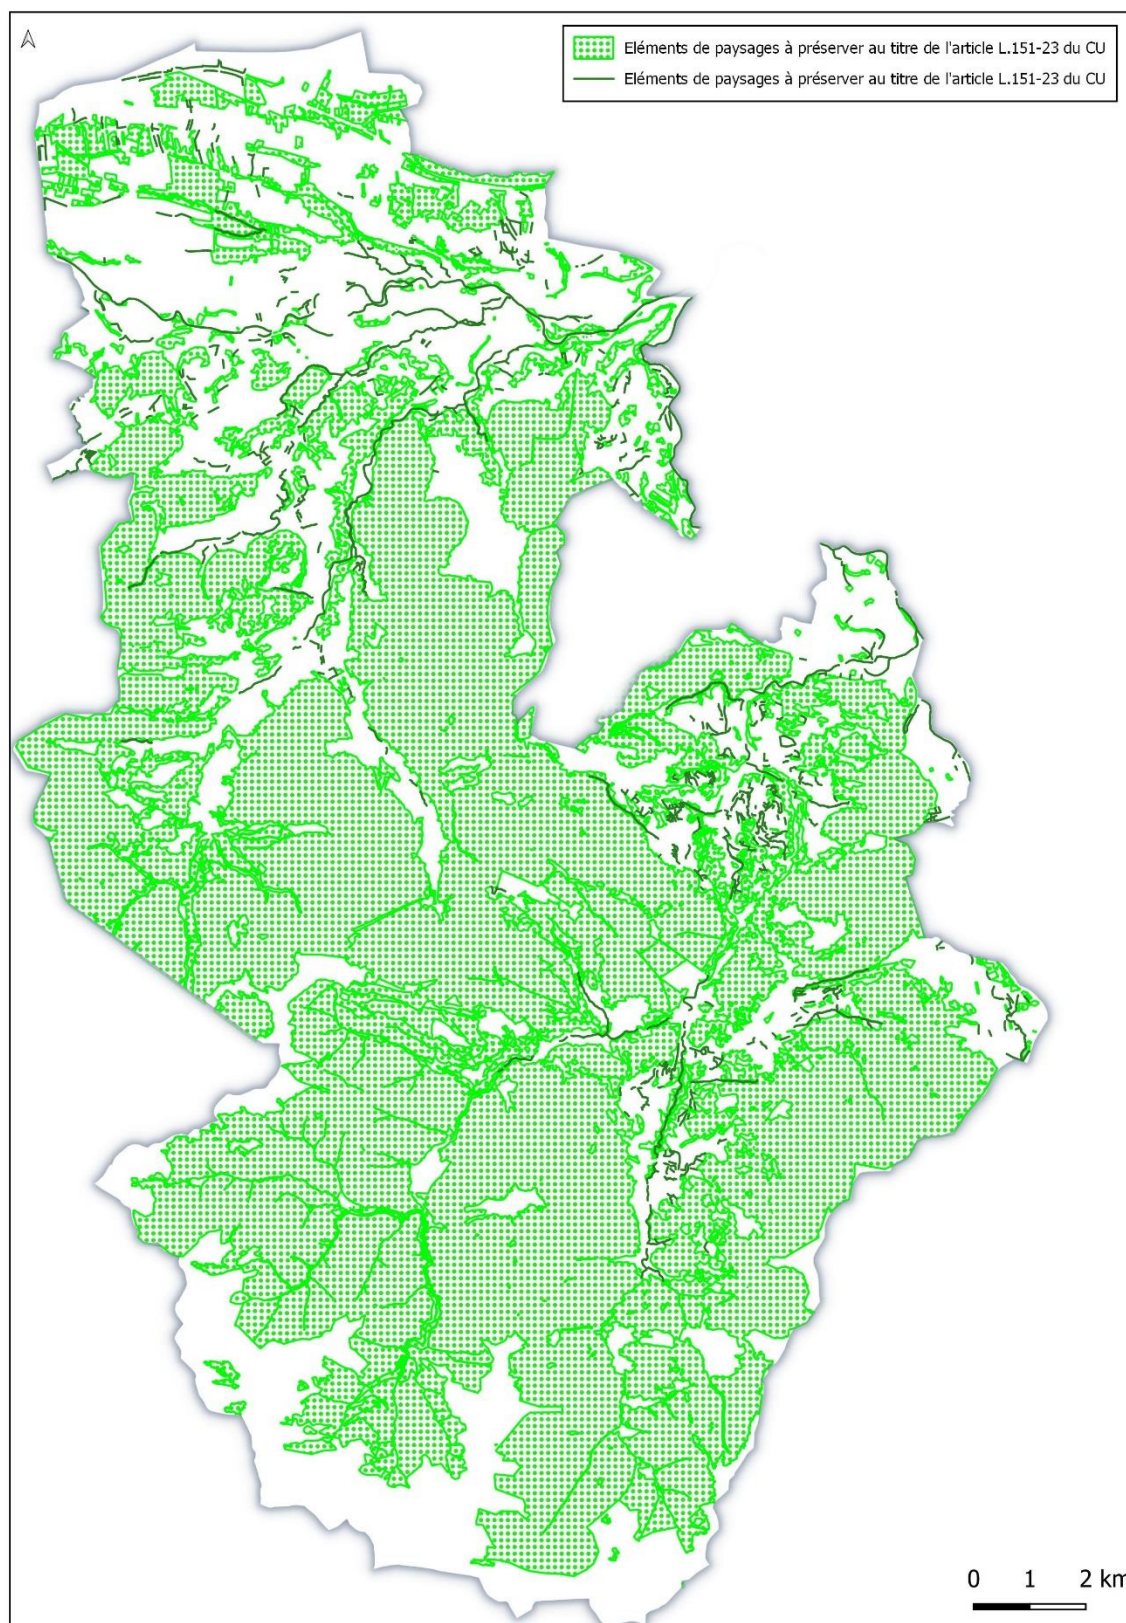 Eléments de paysages à préserver au titre de l'article L.151-23 du CU
Eléments de paysages à préserver au titre de l'article L.151-23 du CU
0 1 2 km